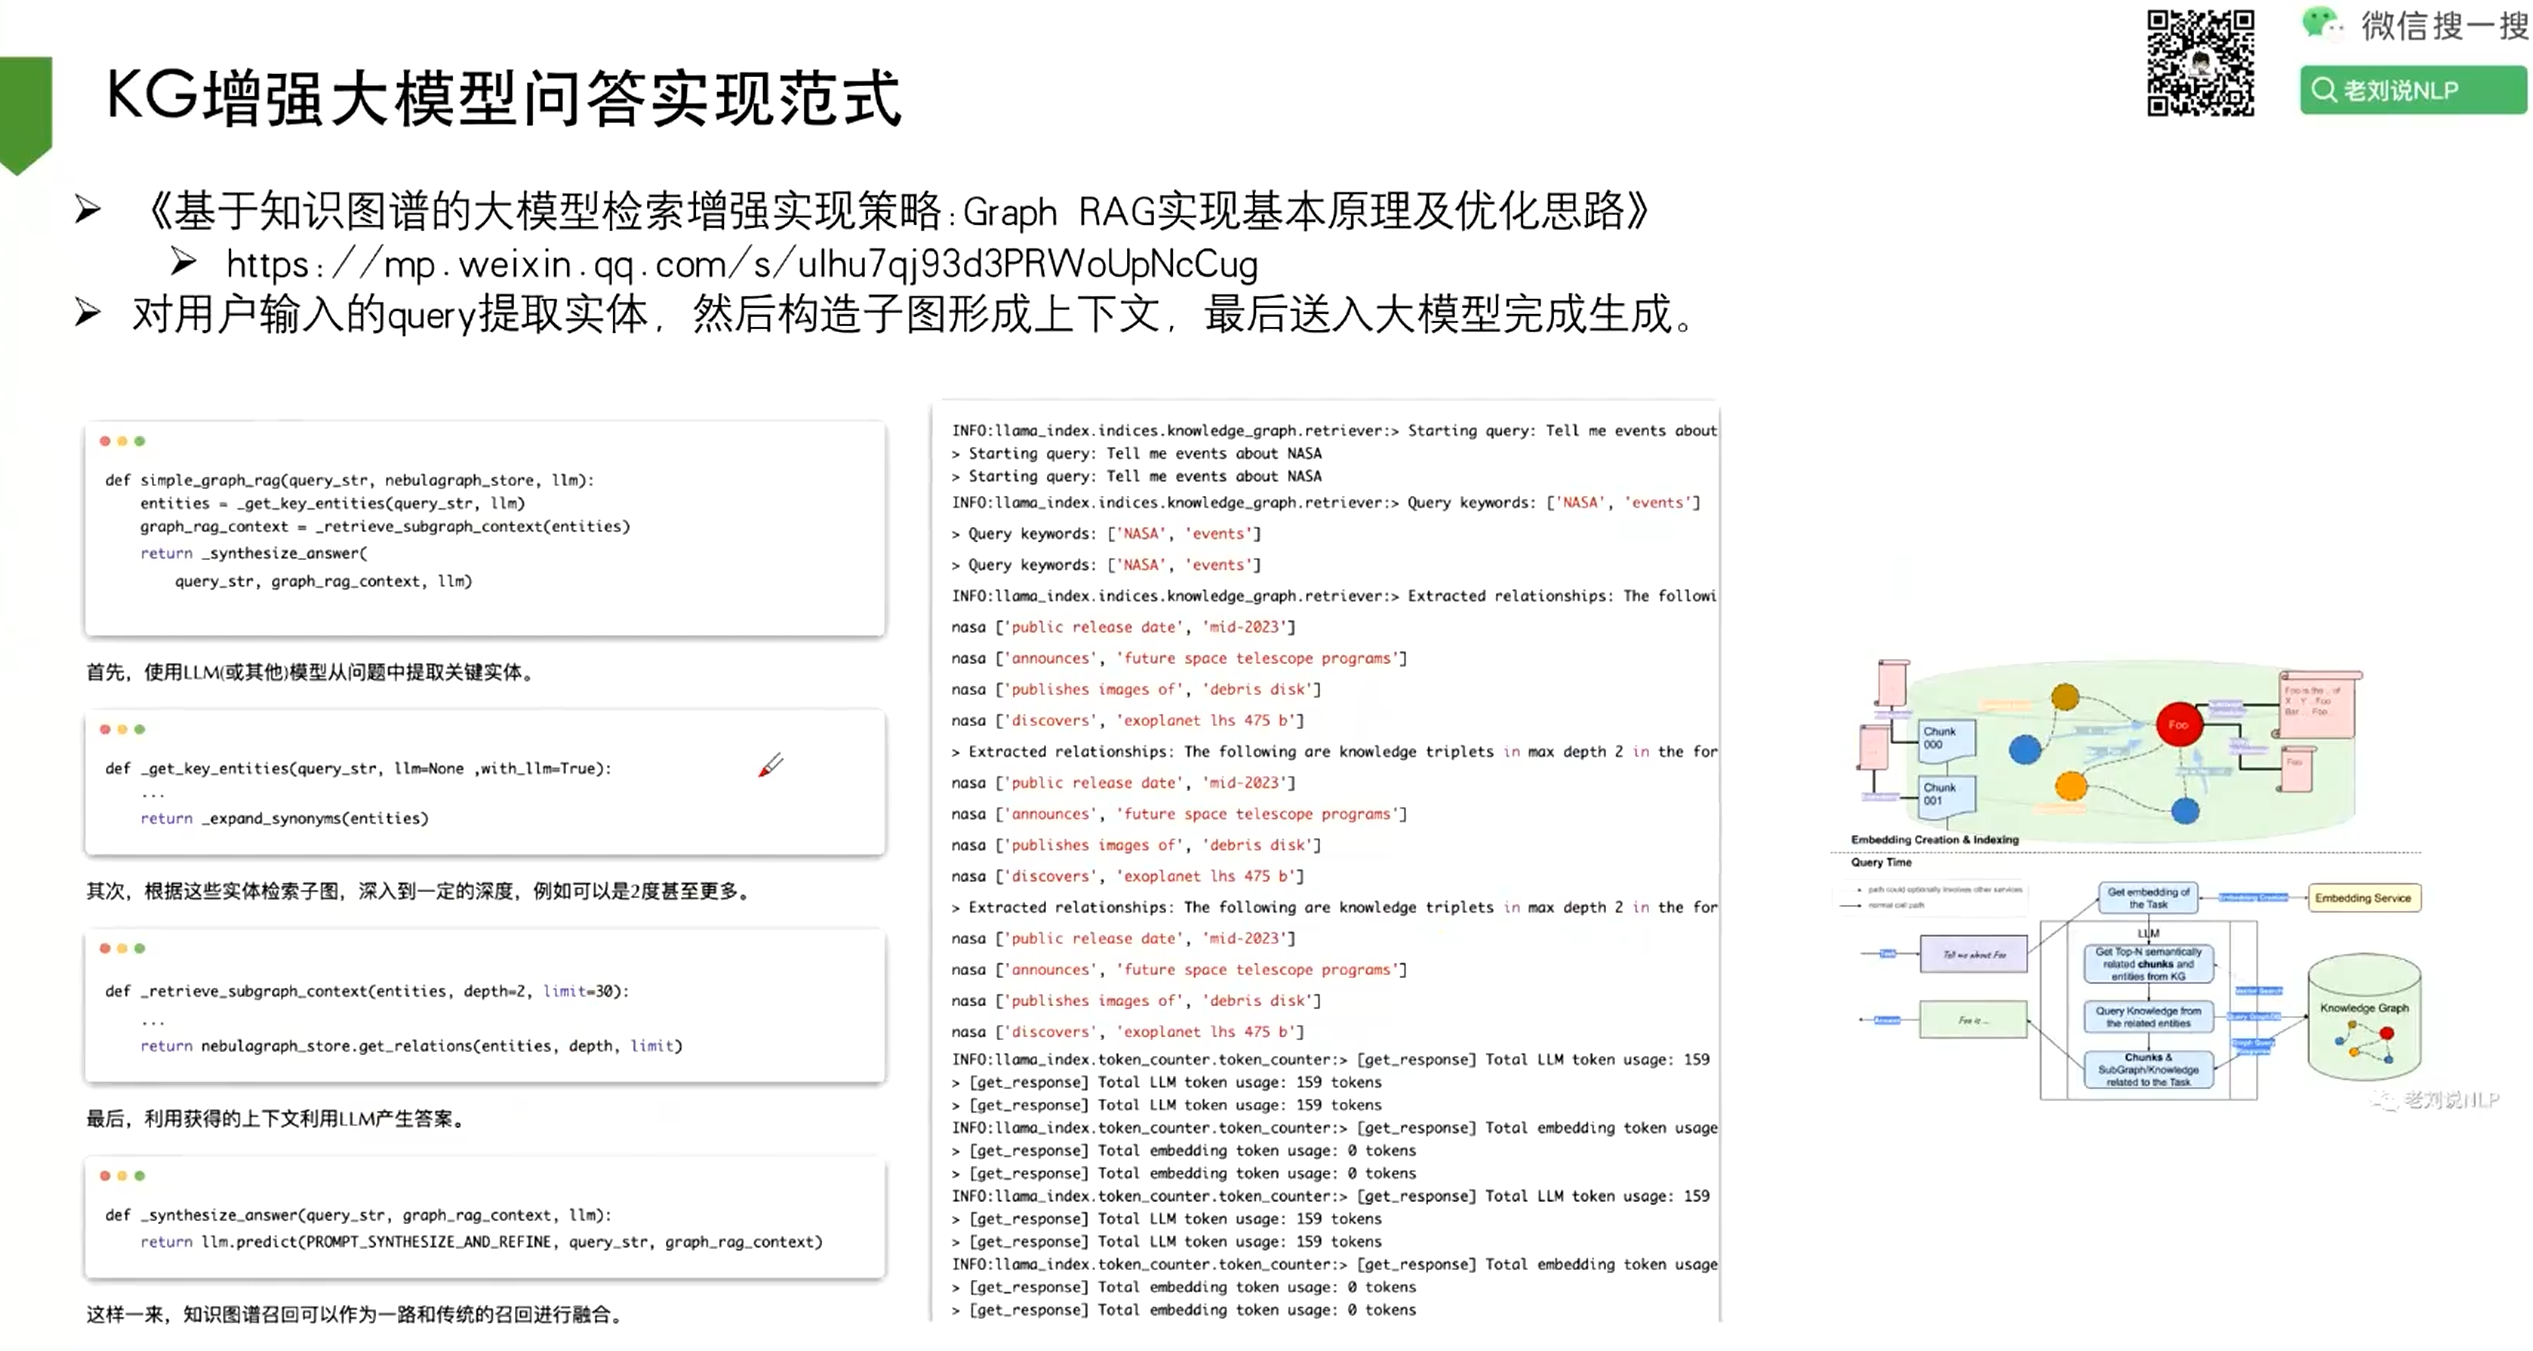 微信搜一搜
老刘说NLP
KG增强大模型问答实现范式
《基于知识图谱的大模型检索增强实现策略:Graph RAG实现基本原理及优化思路》
https://mp.weixin.qq.com/s/ulhu7qj93d3PRWoUpNcCug
对用户输入的query提取实体，然后构造子图形成上下文，最后送入大模型完成生成。
def simple_graph_rag(query_str, nebulagraph_store, llm):
entities = _get_key_entities(query_str, llm)
graph_rag_context = _retrieve_subgraph_context(entities)
return _synthesize_answer(
query_str, graph_rag_context, llm)
首先，使用LLM(或其他)模型从问题中提取关键实体。
def _get_key_entities(query_str, llm=None ,with_llm=True):
...
return _expand_synonyms(entities)
其次，根据这些实体检索子图，深入到一定的深度，例如可以是2度甚至更多。
def _retrieve_subgraph_context(entities, depth=2, limit=30):
...
return nebulagraph_store.get_relations(entities, depth, limit)
最后，利用获得的上下文利用LLM产生答案。
def _synthesize_answer(query_str, graph_rag_context, llm):
return llm.predict(PROMPT_SYNTHESIZE_AND_REFINE, query_str, graph_rag_context)
这样一来，知识图谱召回可以作为一路和传统的召回进行融合。
INFO:llama_index.indices.knowledge_graph.retriever:> Starting query: Tell me events about
> Starting query: Tell me events about NASA
> Starting query: Tell me events about NASA
INFO:llama_index.indices.knowledge_graph.retriever:> Query keywords: ['NASA', 'events']
> Query keywords: ['NASA', 'events']
> Query keywords: ['NASA', 'events']
INFO:llama_index.indices.knowledge_graph.retriever:> Extracted relationships: The followi
nasa ['public release date', 'mid-2023']
nasa ['announces', 'future space telescope programs']
nasa ['publishes images of', 'debris disk']
nasa ['discovers', 'exoplanet lhs 475 b']
> Extracted relationships: The following are knowledge triplets in max depth 2 in the for
nasa ['public release date', 'mid-2023']
nasa ['announces', 'future space telescope programs']
nasa ['publishes images of', 'debris disk']
nasa ['discovers', 'exoplanet lhs 475 b']
> Extracted relationships: The following are knowledge triplets in max depth 2 in the for
nasa ['public release date', 'mid-2023']
nasa ['announces', 'future space telescope programs']
nasa ['publishes images of', 'debris disk']
nasa ['discovers', 'exoplanet lhs 475 b']
INFO:llama_index.token_counter.token_counter:> [get_response] Total LLM token usage: 159
> [get_response] Total LLM token usage: 159 tokens
> [get_response] Total LLM token usage: 159 tokens
INFO:llama_index.token_counter.token_counter:> [get_response] Total embedding token usage
> [get_response] Total embedding token usage: 0 tokens
> [get_response] Total embedding token usage: 0 tokens
INFO:llama_index.token_counter.token_counter:> [get_response] Total LLM token usage: 159
> [get_response] Total LLM token usage: 159 tokens
> [get_response] Total LLM token usage: 159 tokens
INFO:llama_index.token_counter.token_counter:> [get_response] Total embedding token usage
> [get_response] Total embedding token usage: 0 tokens
> [get_response] Total embedding token usage: 0 tokens
Foo is the .. of
X .. Y .. Foo
Bar ... Foo..
Foo
Foo
Chunk
000
Chunk
001
Embedding Creation & Indexing
Query Time
path could optionally involves other services
normal call path
Get embedding of
the Task
Embedding Creation
Embedding Service
LLM
Tell me about Foo
Get Top-N semantically
related chunks and
entities from KG
Vector Search
Knowledge Graph
Task
Foo is ...
Answer
Query Knowledge from
the related entities
Query GraphDB
Graph Query
Response
Chunks &
SubGraph/Knowledge
related to the Task
老刘说NLP